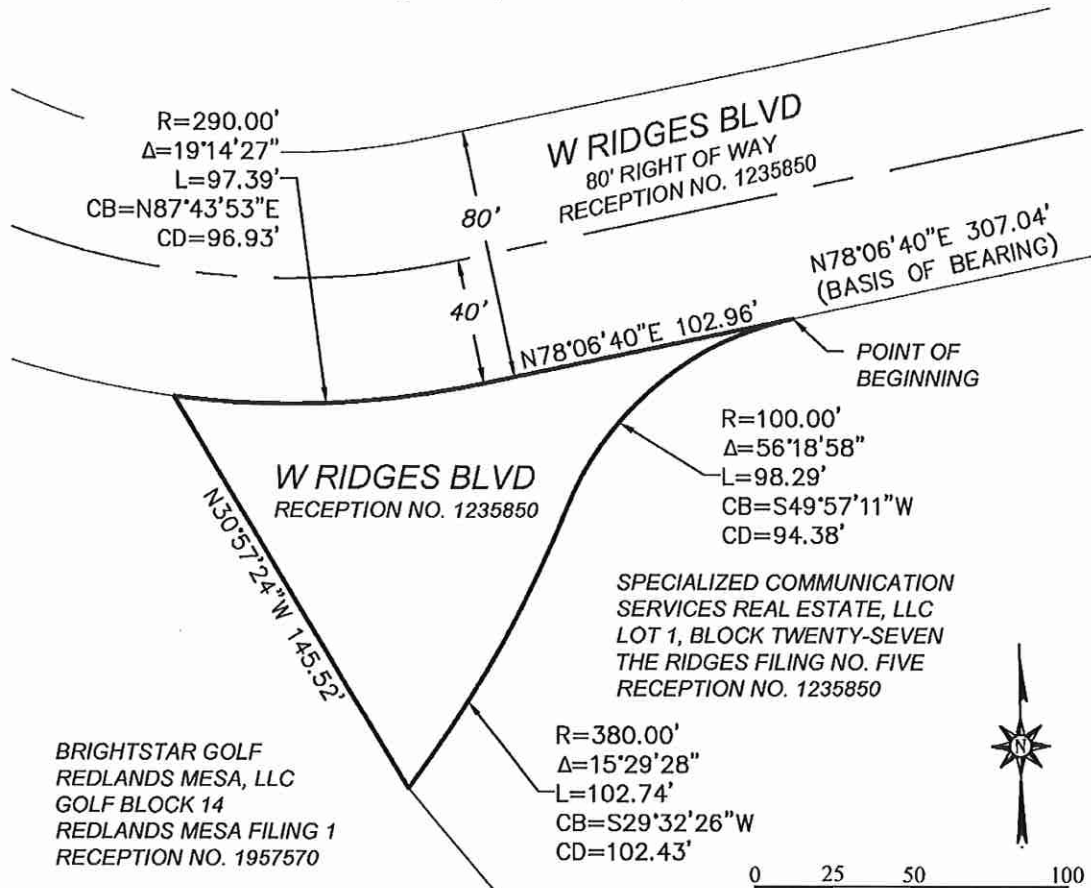 R=290.00'
Δ=19°14'27"
L=97.39'
CB=N87°43'53"E
CD=96.93'
W RIDGES BLVD
80' RIGHT OF WAY
RECEPTION NO. 1235850
80'
40'
N78°06'40"E 307.04'
(BASIS OF BEARING)
N78°06'40"E 102.96'
POINT OF
BEGINNING
R=100.00'
Δ=56°18'58"
L=98.29'
CB=S49°57'11"W
CD=94.38'
W RIDGES BLVD
RECEPTION NO. 1235850
N30°57'24"W 145.52'
SPECIALIZED COMMUNICATION
SERVICES REAL ESTATE, LLC
LOT 1, BLOCK TWENTY-SEVEN
THE RIDGES FILING NO. FIVE
RECEPTION NO. 1235850
BRIGHTSTAR GOLF
REDLANDS MESA, LLC
GOLF BLOCK 14
REDLANDS MESA FILING 1
RECEPTION NO. 1957570
R=380.00'
Δ=15°29'28"
L=102.74'
CB=S29°32'26"W
CD=102.43'
N
0 25 50 100